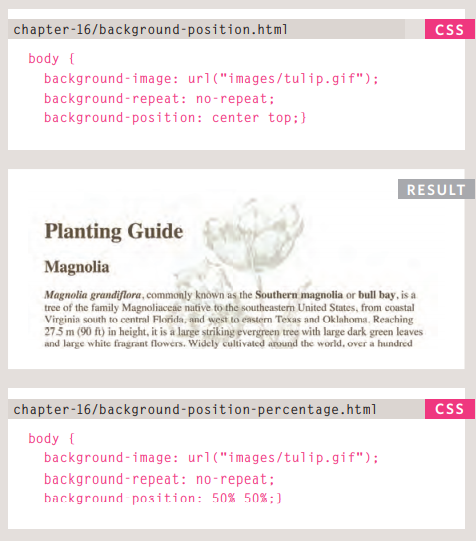 chapter-16/background-position.html CSS
body {
background-image: url("images/tulip.gif");
background-repeat: no-repeat;
background-position: center top;}
RESULT
Planting Guide
Magnolia
Magnolia grandiflora, commonly known as the Southern magnolia or bull bay, is a
tree of the family Magnoliaceae native to the southeastern United States, from coastal
Virginia south to central Florida, and west to eastern Texas and Oklahoma. Reaching
27.5 m (90 ft) in height, it is a large striking evergreen tree with large dark green leaves
and large white fragrant flowers. Widely cultivated around the world, over a hundred
chapter-16/background-position-percentage.html CSS
body {
background-image: url("images/tulip.gif");
background-repeat: no-repeat;
background position: 50% 50%;}